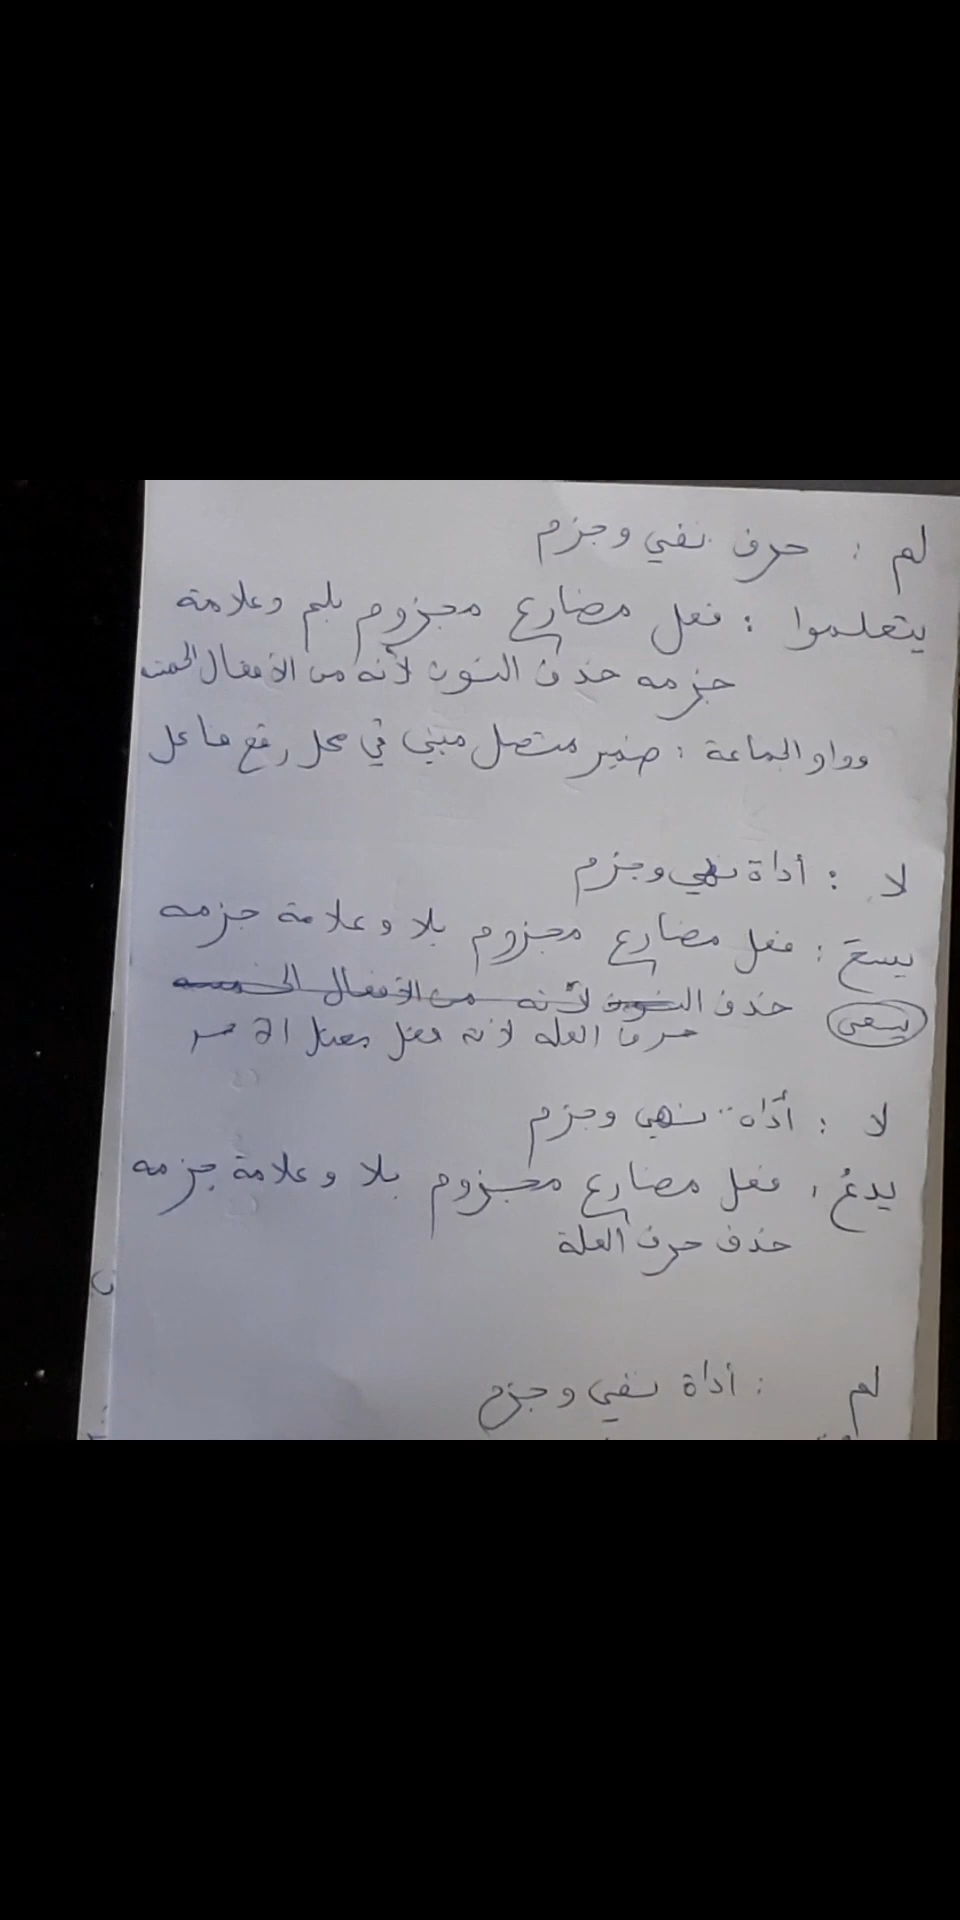 لم : حرف نفي وجزم
يتعلموا : فعل مضارع مجزوم بلم وعلامة
جزمه حذف النون لأنه من الأفعال الخمسة
وواو الجماعة : ضمير متصل مبني في محل رفع فاعل
لا : أداة نهي وجزم
يسعَ : فعل مضارع مجزوم بلا وعلامة جزمه
حذف النون لأنه من الأفعال الخمسه
يسعى
حرف العله لانه فعل معتل الآخر
لا : أداة نهي وجزم
يدعُ : فعل مضارع مجزوم بلا وعلامة جزمه
حذف حرف العلة
لم : أداة نفي وجزم